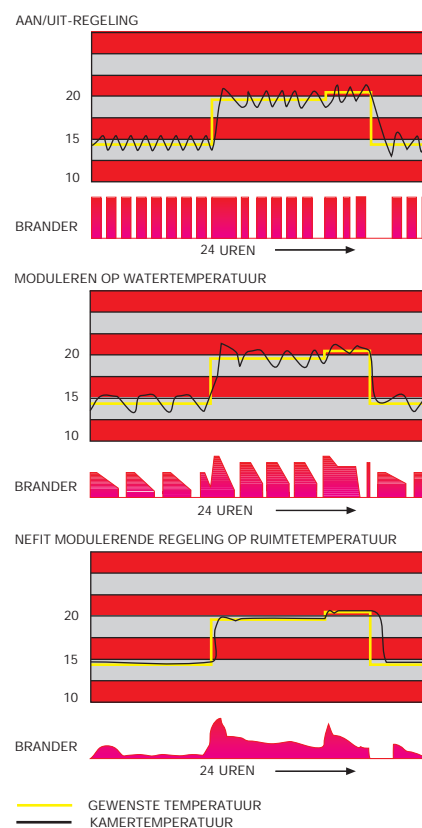 AAN/UIT-REGELING
20
15
10
BRANDER
24 UREN
MODULEREN OP WATERTEMPERATUUR
20
15
10
BRANDER
24 UREN
NEFIT MODULERENDE REGELING OP RUIMTETEMPERATUUR
20
15
10
BRANDER
24 UREN
GEWENSTE TEMPERATUUR
KAMERTEMPERATUUR